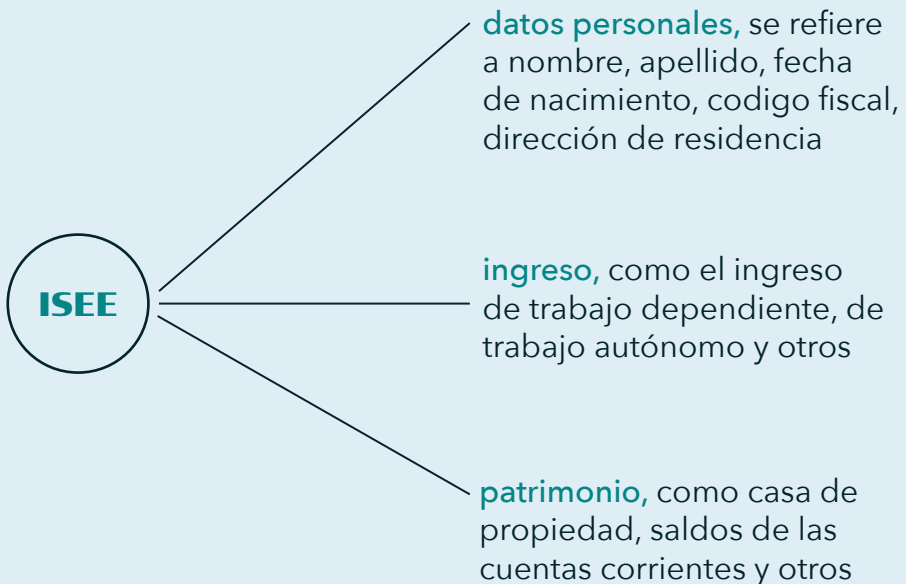 datos personales, se refiere
a nombre, apellido, fecha
de nacimiento, codigo fiscal,
dirección de residencia
ISEE
ingreso, como el ingreso
de trabajo dependiente, de
trabajo autónomo y otros
patrimonio, como casa de
propiedad, saldos de las
cuentas corrientes y otros